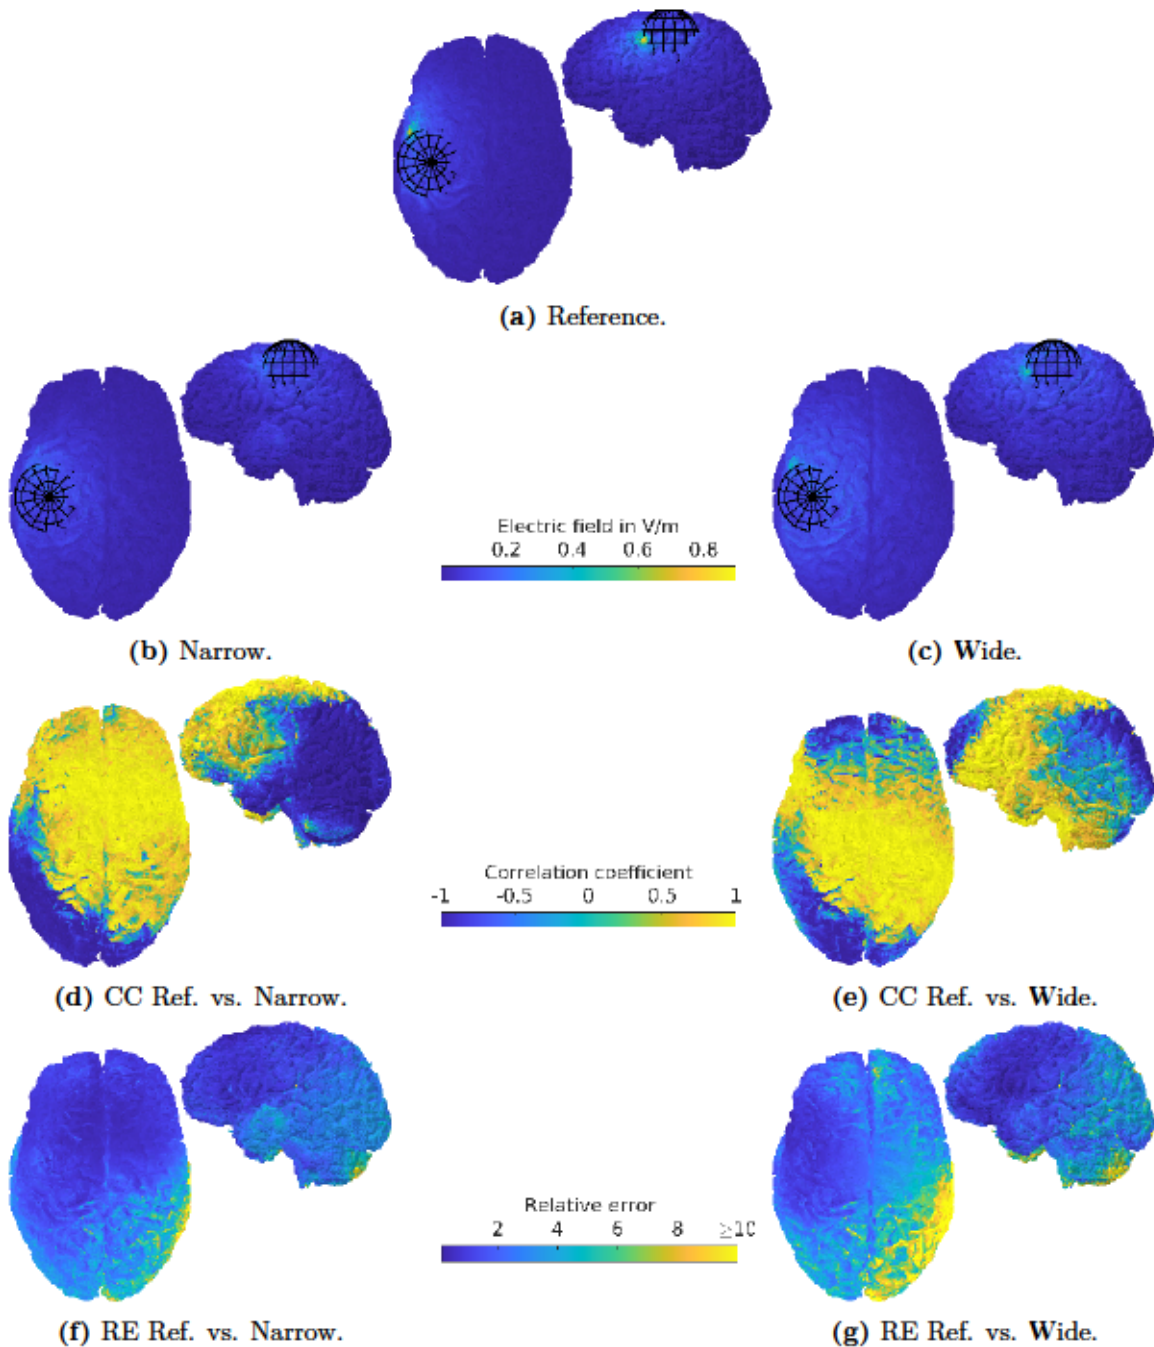 (a) Reference.
Electric field in V/m
0.2 0.4 0.6 0.8
(b) Narrow.
(c) Wide.
Correlation coefficient
-1 -0.5 0 0.5 1
(d) CC Ref. vs. Narrow.
(e) CC Ref. vs. Wide.
Relative error
2 4 6 8 ≥10
(f) RE Ref. vs. Narrow.
(g) RE Ref. vs. Wide.